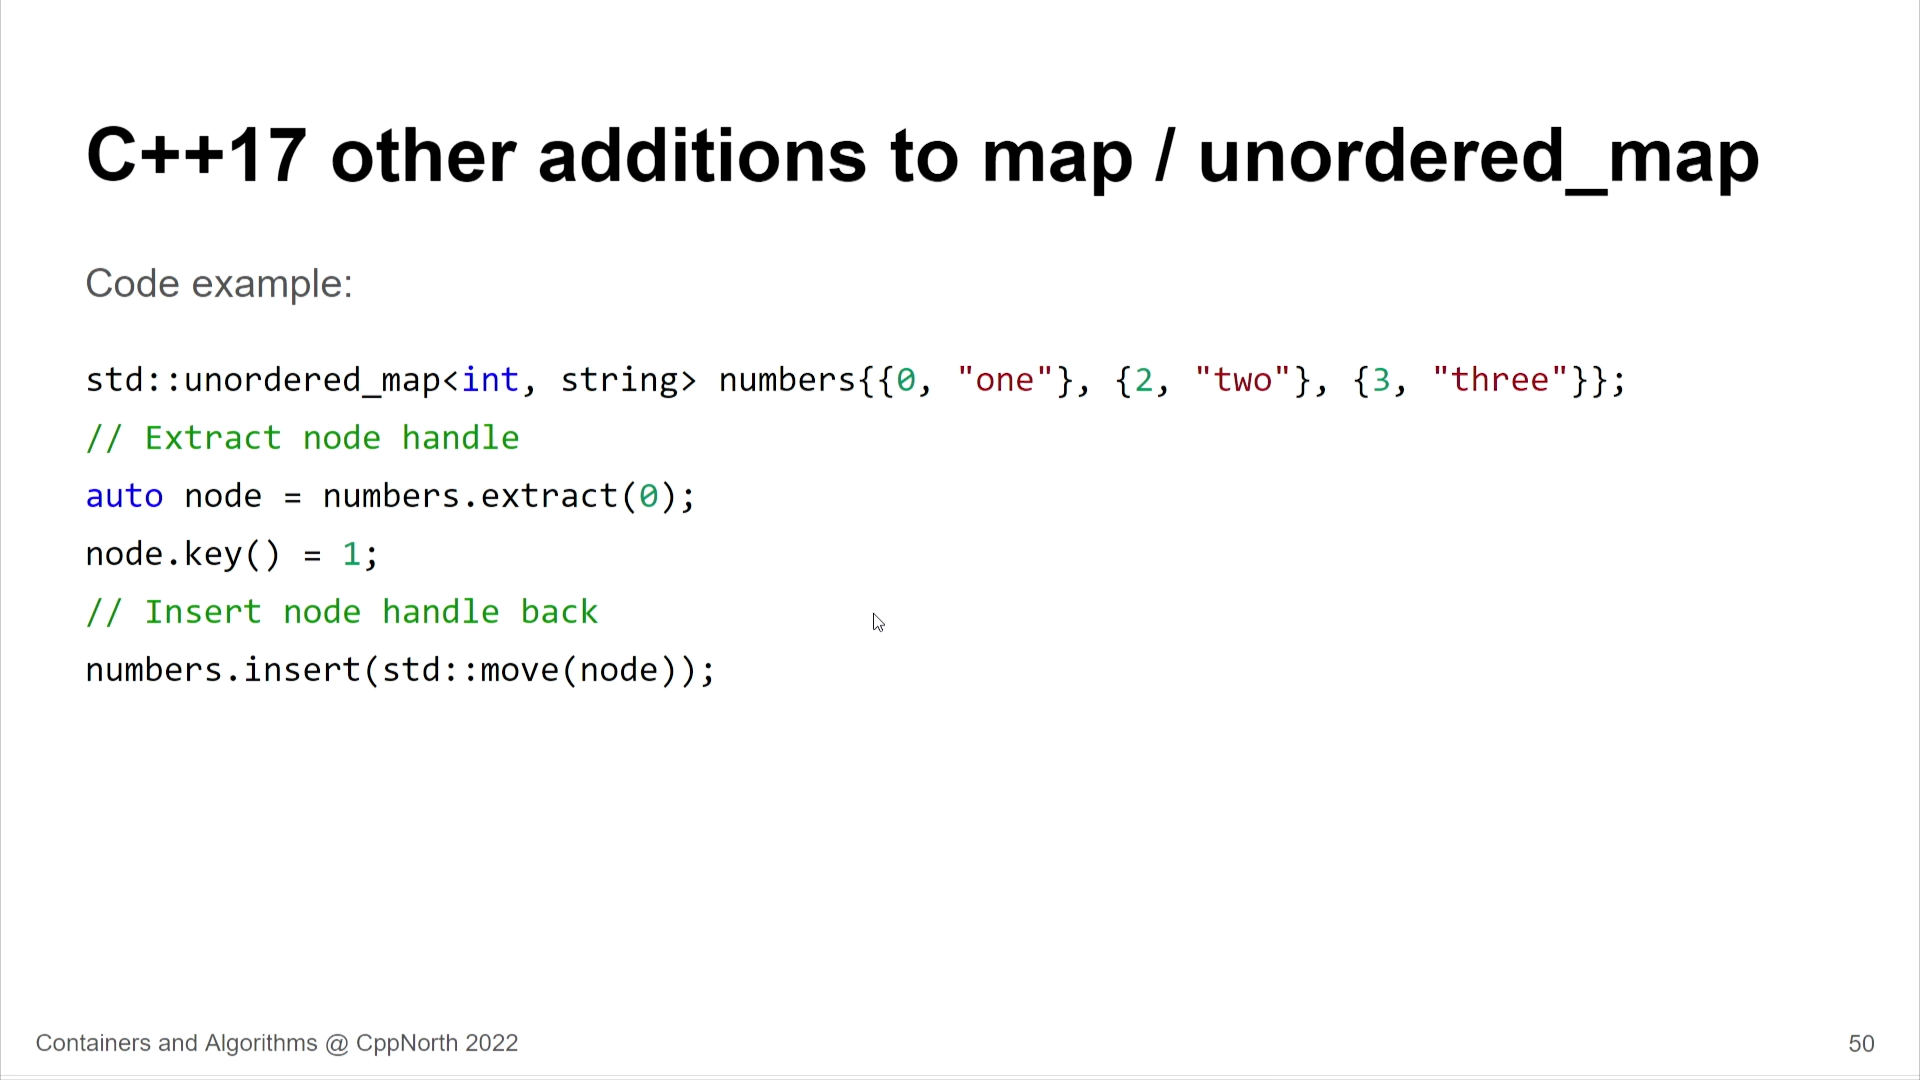 C++17 other additions to map / unordered_map
Code example:
std::unordered_map<int, string> numbers{{0, "one"}, {2, "two"}, {3, "three"}};
// Extract node handle
auto node = numbers.extract(0);
node.key() = 1;
// Insert node handle back
numbers.insert(std::move(node));
Containers and Algorithms @ CppNorth 2022
50